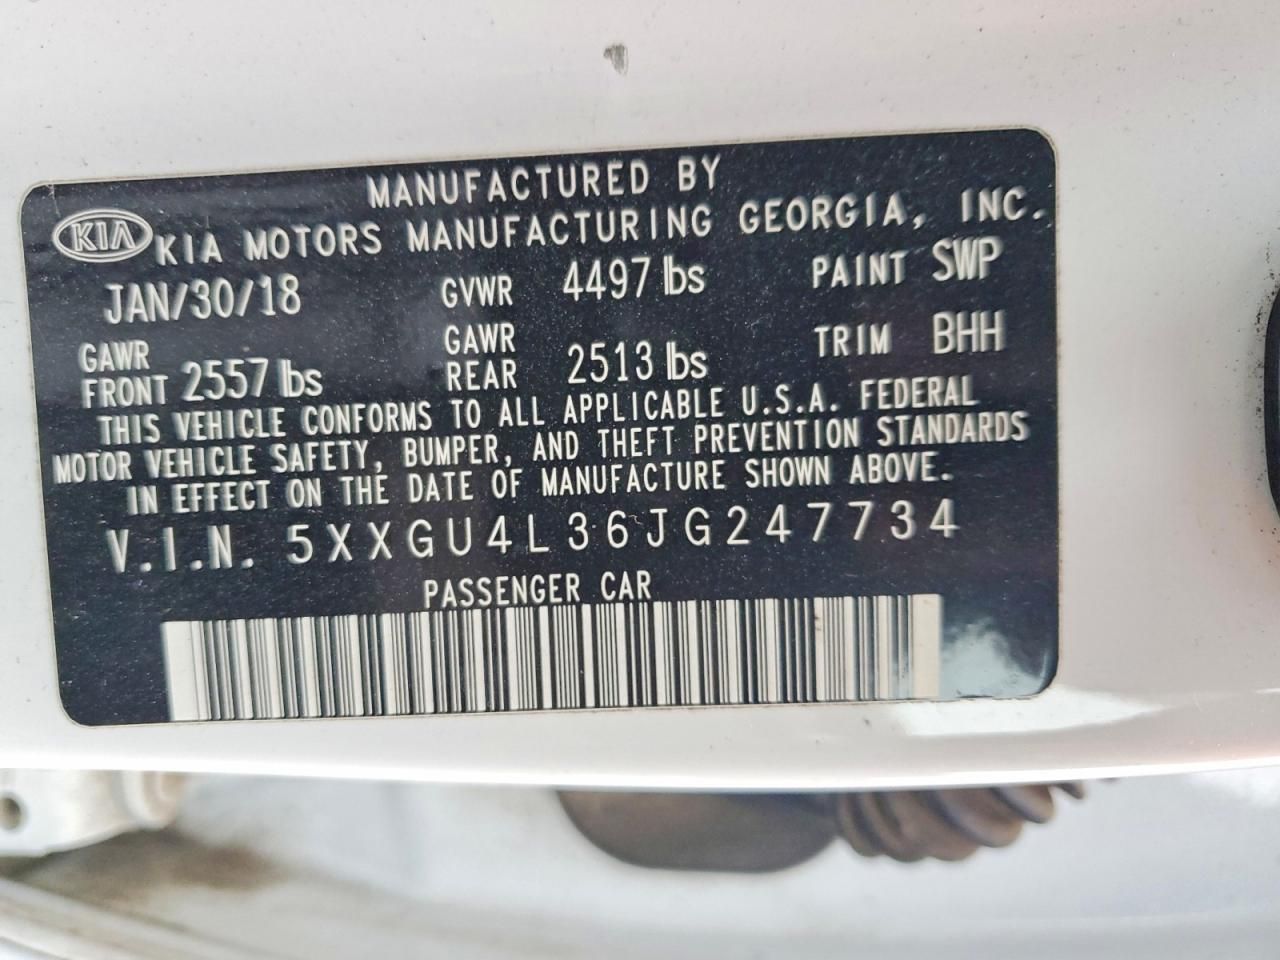 MANUFACTURED BY
KIA KIA MOTORS MANUFACTURING GEORGIA, INC.
JAN/30/18 GVWR 4497 lbs PAINT SWP
GAWR FRONT 2557 lbs GAWR REAR 2513 lbs TRIM BHH
THIS VEHICLE CONFORMS TO ALL APPLICABLE U.S.A. FEDERAL
MOTOR VEHICLE SAFETY, BUMPER, AND THEFT PREVENTION STANDARDS
IN EFFECT ON THE DATE OF MANUFACTURE SHOWN ABOVE.
V.I.N. 5XXGU4L36JG247734
PASSENGER CAR